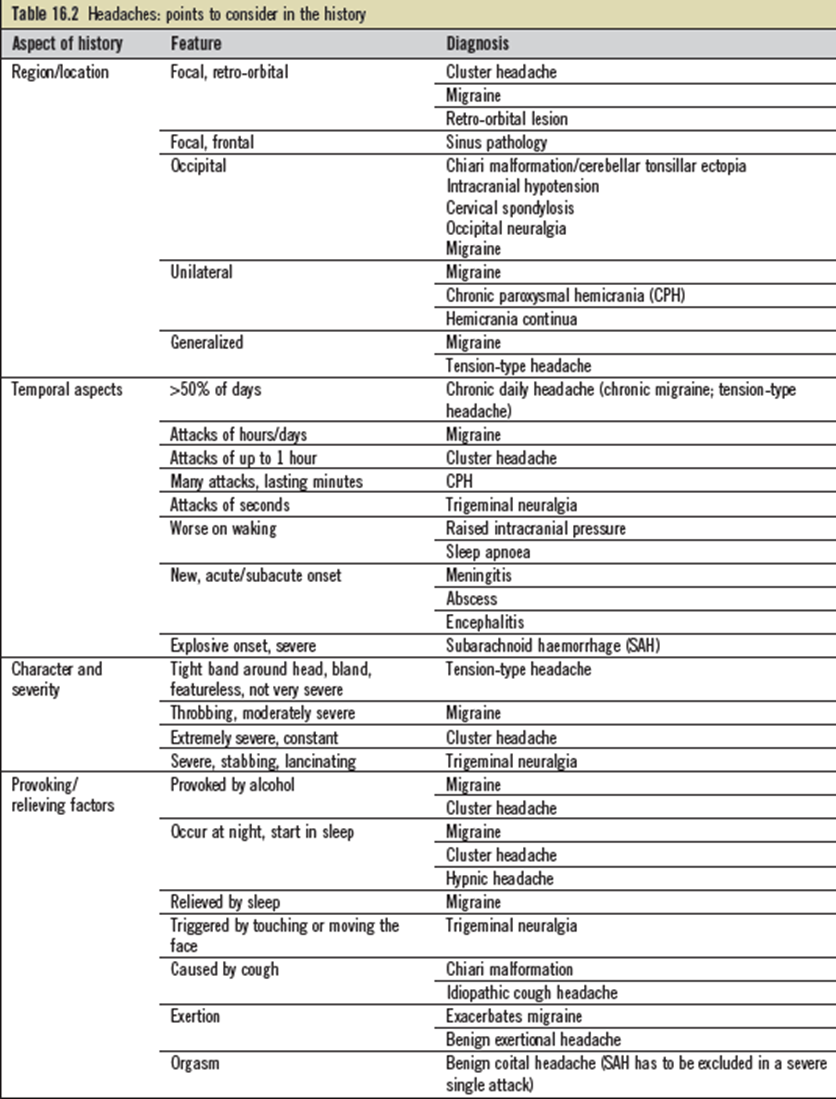 Table 16.2 Headaches: points to consider in the history
Aspect of history Feature Diagnosis
Region/location Focal, retro-orbital Cluster headache
Migraine
Retro-orbital lesion
Focal, frontal Sinus pathology
Occipital Chiari malformation/cerebellar tonsillar ectopia
Intracranial hypotension
Cervical spondylosis
Occipital neuralgia
Migraine
Unilateral Migraine
Chronic paroxysmal hemicrania (CPH)
Hemicrania continua
Generalized Migraine
Tension-type headache
Temporal aspects >50% of days Chronic daily headache (chronic migraine; tension-type
headache)
Attacks of hours/days Migraine
Attacks of up to 1 hour Cluster headache
Many attacks, lasting minutes CPH
Attacks of seconds Trigeminal neuralgia
Worse on waking Raised intracranial pressure
Sleep apnoea
New, acute/subacute onset Meningitis
Abscess
Encephalitis
Explosive onset, severe Subarachnoid haemorrhage (SAH)
Character and Tight band around head, bland, Tension-type headache
severity featureless, not very severe
Throbbing, moderately severe Migraine
Extremely severe, constant Cluster headache
Severe, stabbing, lancinating Trigeminal neuralgia
Provoking/ Provoked by alcohol Migraine
relieving factors Cluster headache
Occur at night, start in sleep Migraine
Cluster headache
Hypnic headache
Relieved by sleep Migraine
Triggered by touching or moving the Trigeminal neuralgia
face
Caused by cough Chiari malformation
Idiopathic cough headache
Exertion Exacerbates migraine
Benign exertional headache
Orgasm Benign coital headache (SAH has to be excluded in a severe
single attack)